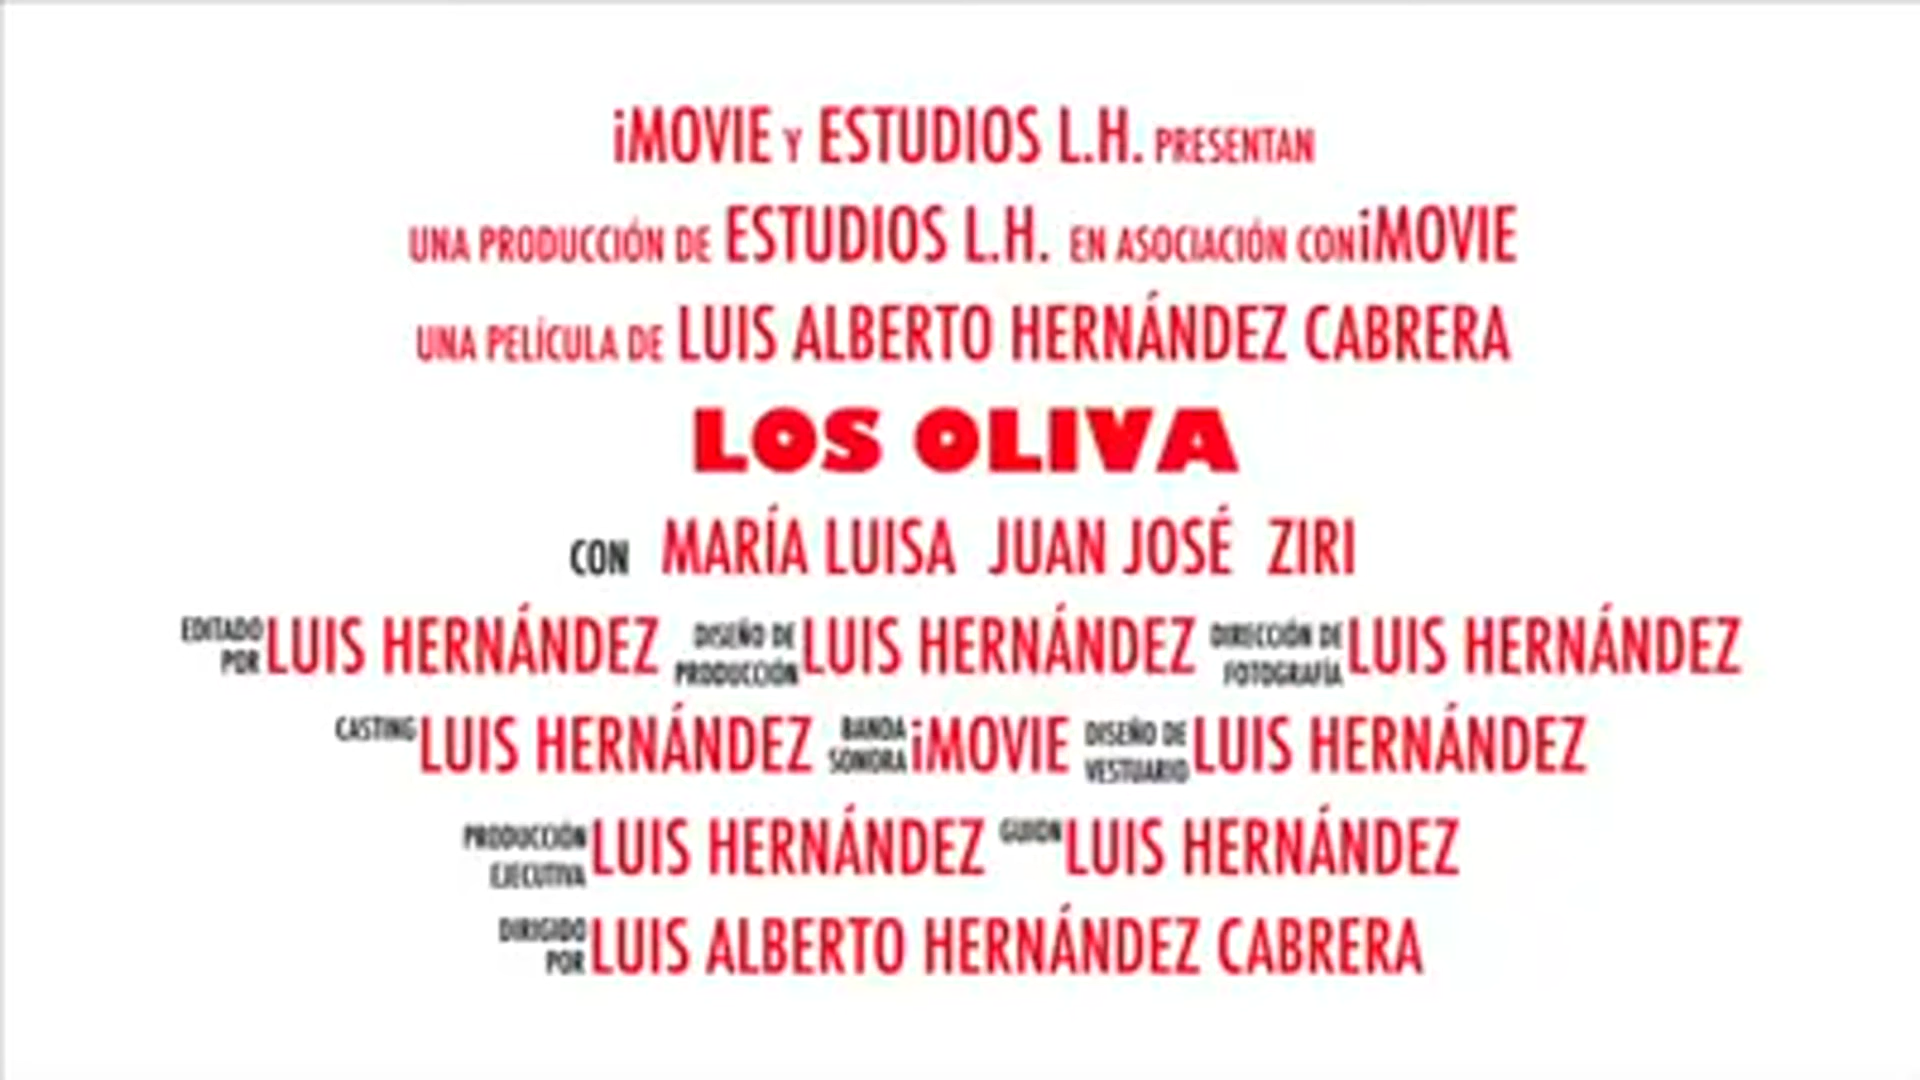 iMOVIE Y ESTUDIOS L.H. PRESENTAN
UNA PRODUCCIÓN DE ESTUDIOS L.H. EN ASOCIACIÓN CON iMOVIE
UNA PELÍCULA DE LUIS ALBERTO HERNÁNDEZ CABRERA
LOS OLIVA
CON MARÍA LUISA JUAN JOSÉ ZIRI
EDITADO POR LUIS HERNÁNDEZ DISEÑO DE PRODUCCIÓN LUIS HERNÁNDEZ DIRECCIÓN DE FOTOGRAFÍA LUIS HERNÁNDEZ
CASTING LUIS HERNÁNDEZ BANDA SONORA iMOVIE DISEÑO DE VESTUARIO LUIS HERNÁNDEZ
PRODUCCIÓN EJECUTIVA LUIS HERNÁNDEZ GUION LUIS HERNÁNDEZ
DIRIGIDO POR LUIS ALBERTO HERNÁNDEZ CABRERA